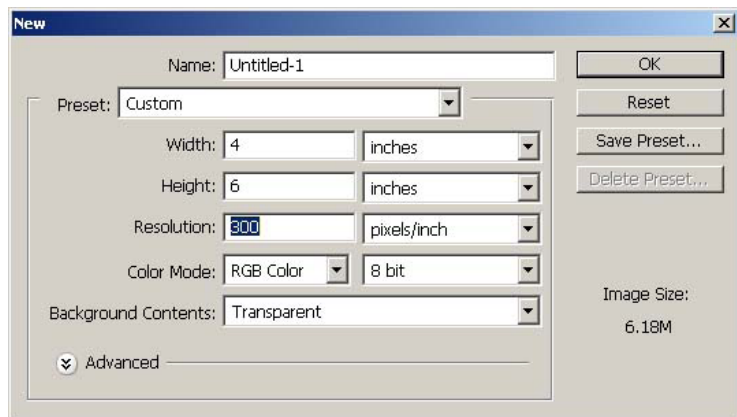 New
Name: Untitled-1
OK
Preset: Custom
Reset
Width: 4 inches
Save Preset...
Height: 6 inches
Delete Preset...
Resolution: 300 pixels/inch
Color Mode: RGB Color 8 bit
Image Size:
Background Contents: Transparent
6.18M
Advanced